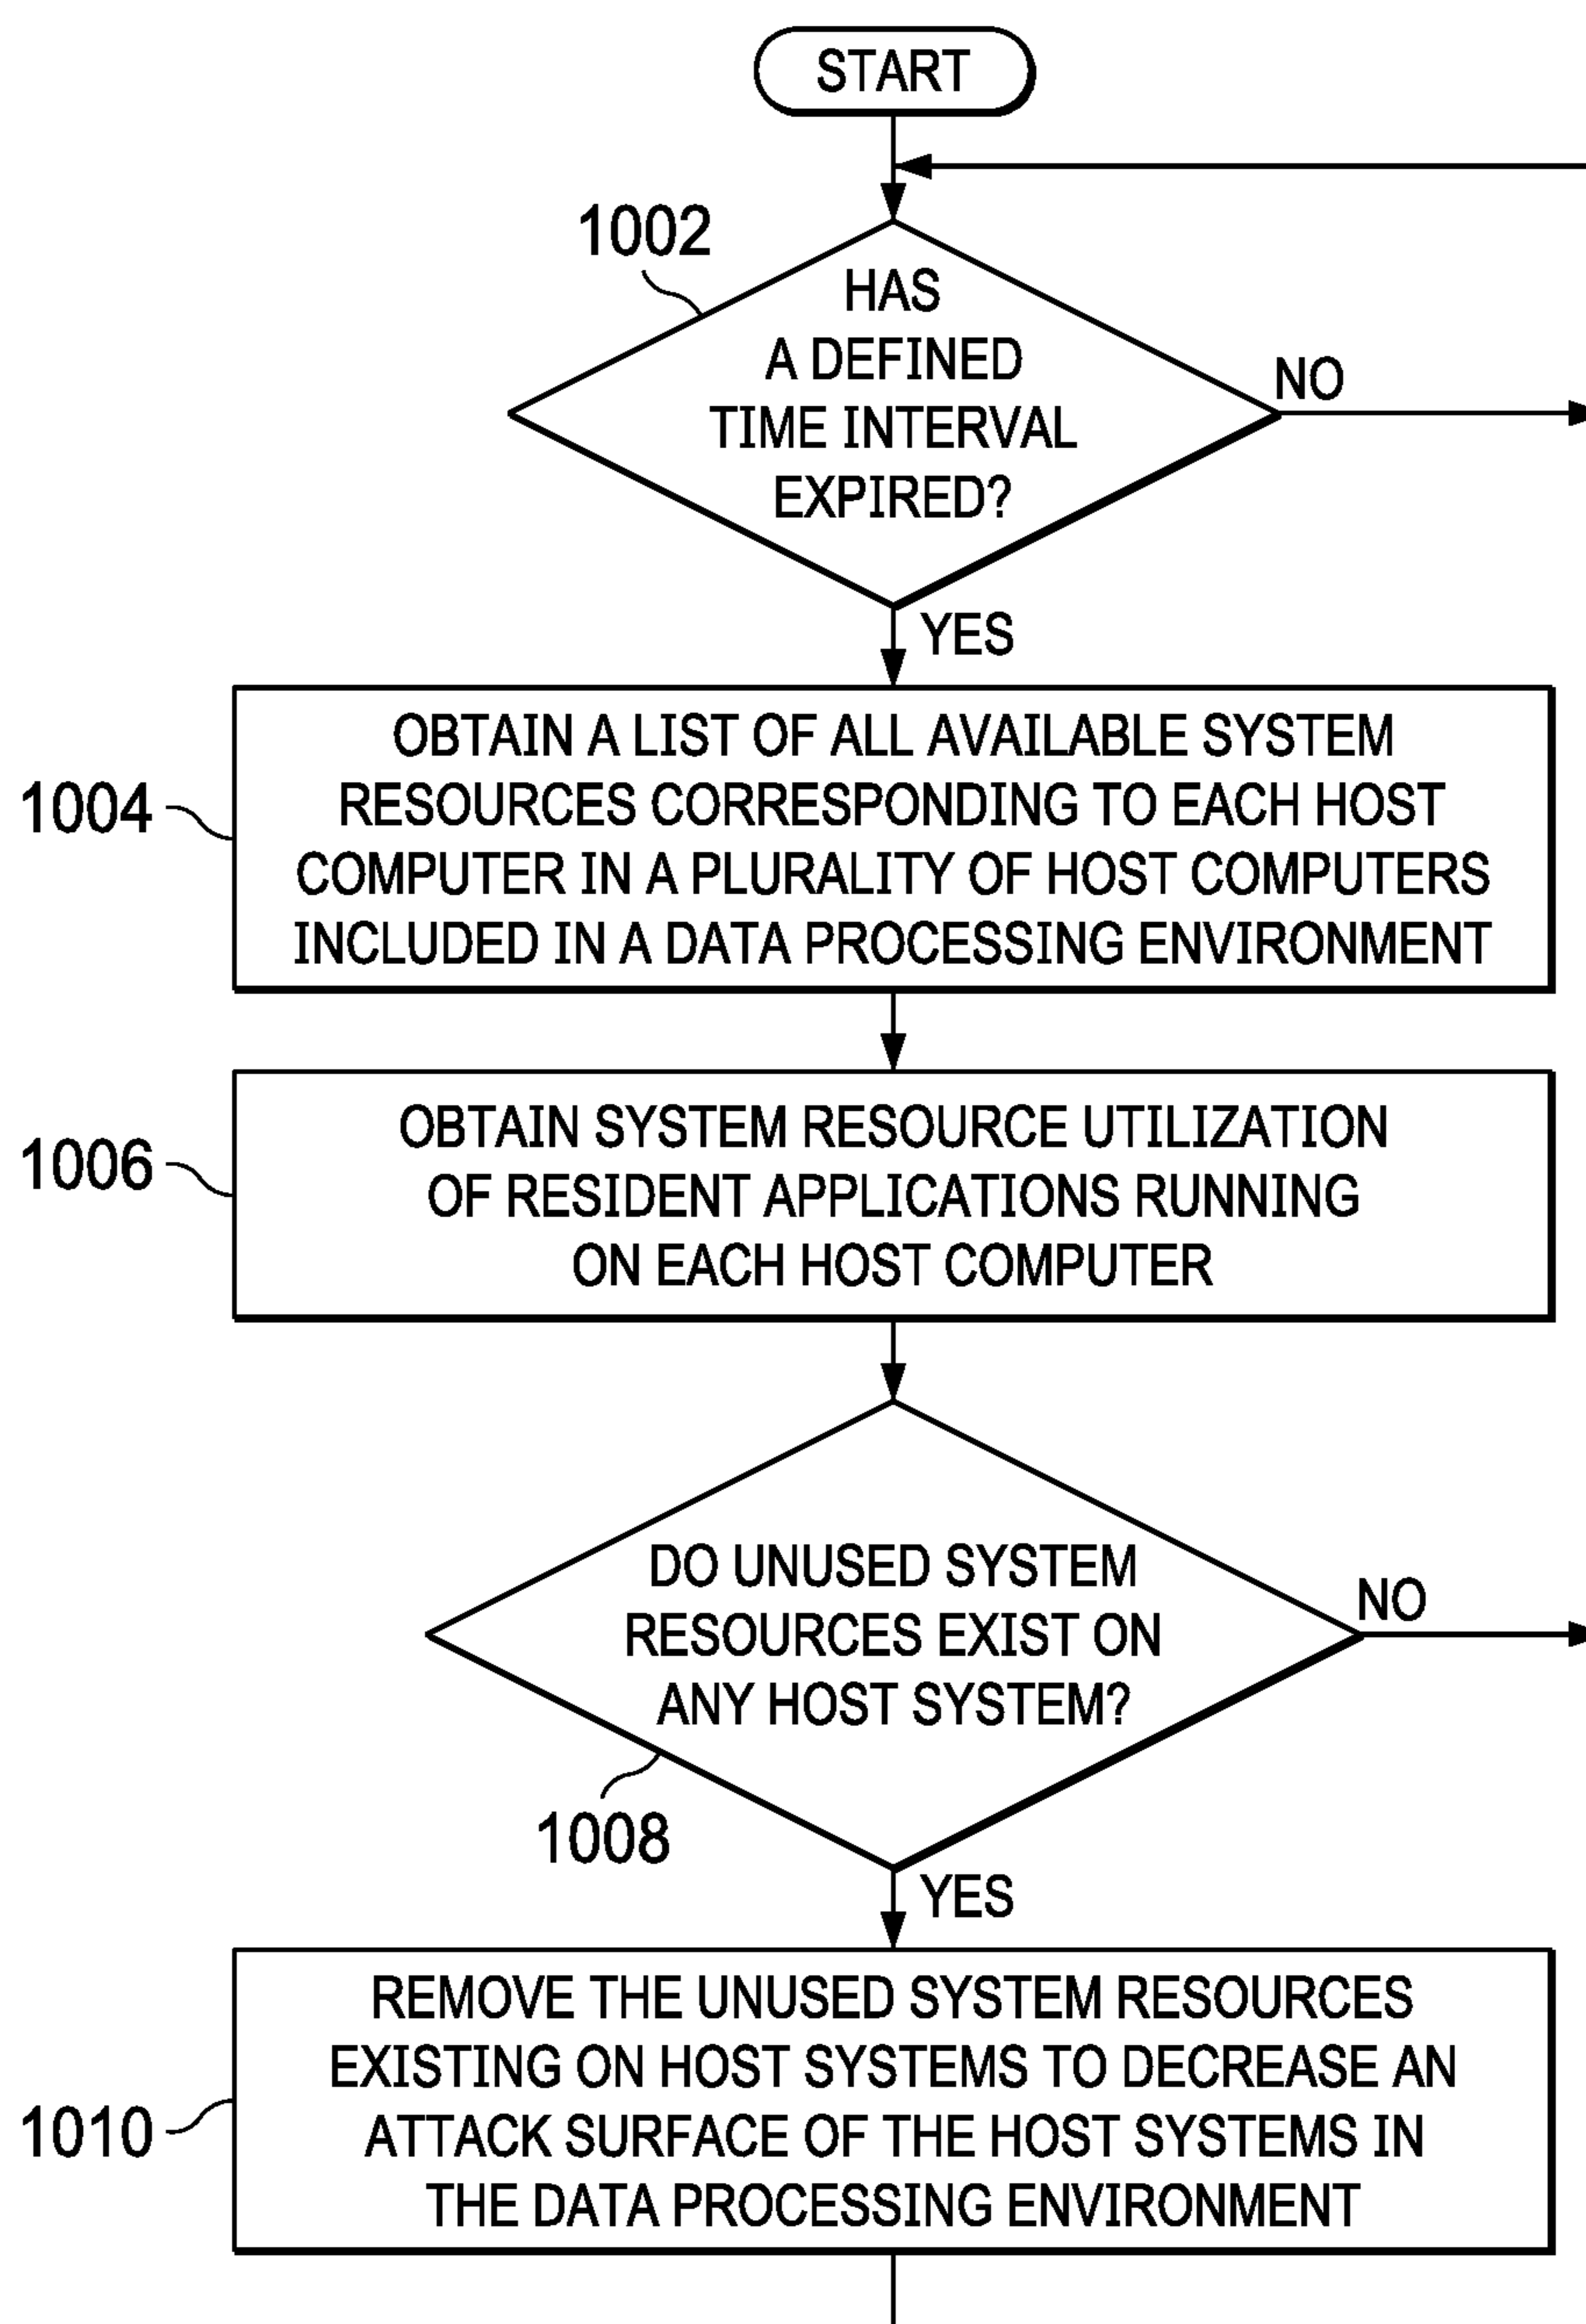 START
1002
HAS
A DEFINED
TIME INTERVAL
EXPIRED?
NO
YES
1004
OBTAIN A LIST OF ALL AVAILABLE SYSTEM
RESOURCES CORRESPONDING TO EACH HOST
COMPUTER IN A PLURALITY OF HOST COMPUTERS
INCLUDED IN A DATA PROCESSING ENVIRONMENT
1006
OBTAIN SYSTEM RESOURCE UTILIZATION
OF RESIDENT APPLICATIONS RUNNING
ON EACH HOST COMPUTER
DO UNUSED SYSTEM
RESOURCES EXIST ON
ANY HOST SYSTEM?
NO
1008
YES
1010
REMOVE THE UNUSED SYSTEM RESOURCES
EXISTING ON HOST SYSTEMS TO DECREASE AN
ATTACK SURFACE OF THE HOST SYSTEMS IN
THE DATA PROCESSING ENVIRONMENT